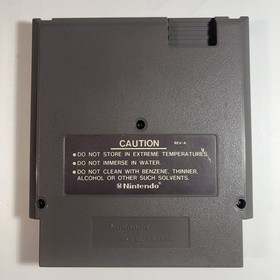 CAUTION REV-A
• DO NOT STORE IN EXTREME TEMPERATURES.
• DO NOT IMMERSE IN WATER.
• DO NOT CLEAN WITH BENZENE, THINNER,
ALCOHOL OR OTHER SUCH SOLVENTS.
Nintendo